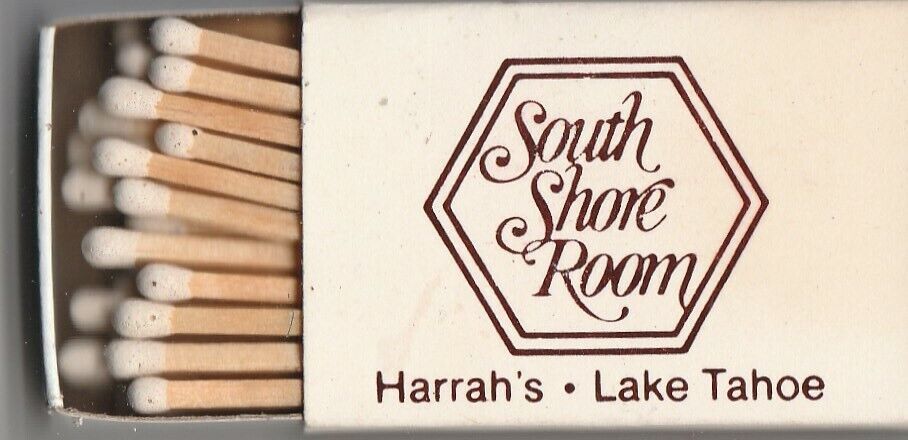 South
Shore
Room
Harrah's • Lake Tahoe